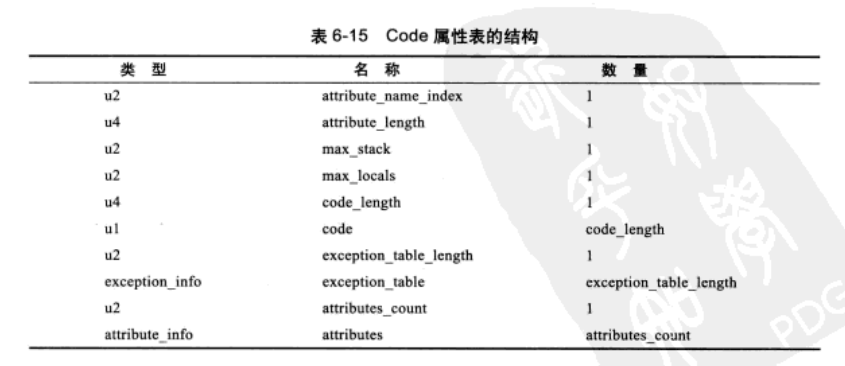 表 6-15 Code 属性表的结构
类 型 名 称 数 量
u2 attribute_name_index 1
u4 attribute_length 1
u2 max_stack 1
u2 max_locals 1
u4 code_length 1
u1 code code_length
u2 exception_table_length 1
exception_info exception_table exception_table_length
u2 attributes_count 1
attribute_info attributes attributes_count
PDG